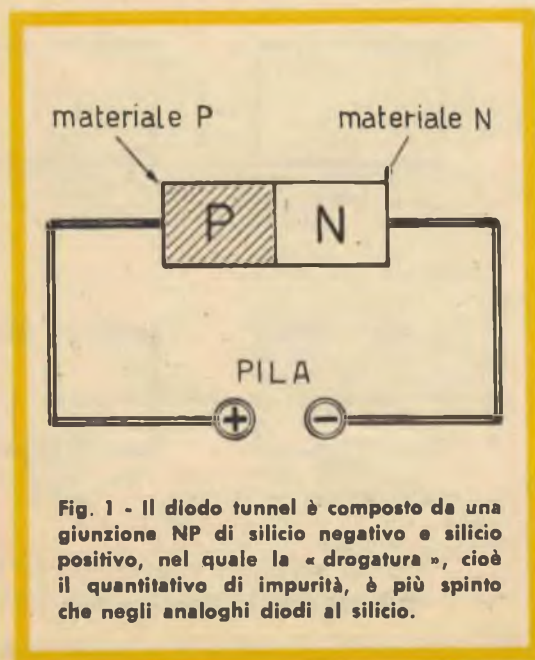 materiale P materiale N
P N
PILA
+ −
Fig. 1 - Il diodo tunnel è composto da una
giunzione NP di silicio negativo e silicio
positivo, nel quale la « drogatura », cioè
il quantitativo di impurità, è più spinto
che negli analoghi diodi al silicio.